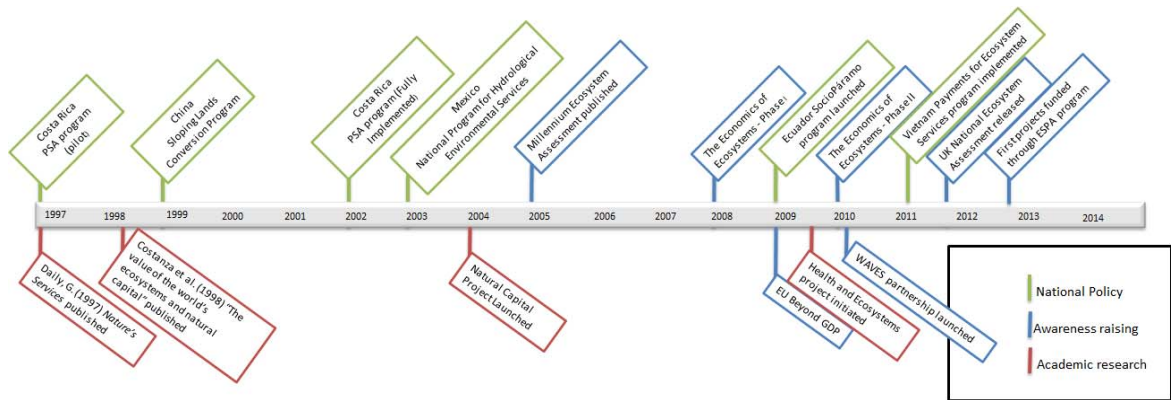 Costa Rica
PSA program
(pilot)
China
Sloping Lands
Conversion Program
Costa Rica
PSA program (Fully
Implemented)
Mexico
National Program for Hydrological
Environmental Services
Millennium Ecosystem
Assessment published
The Economics of
Ecosystems - Phase I
Ecuador SocioPáramo
program launched
The Economics of
Ecosystems - Phase II
Vietnam Payments for Ecosystem
Services program implemented
UK National Ecosystem
Assessment released
First projects funded
through ESPA program
1997 1998 1999 2000 2001 2002 2003 2004 2005 2006 2007 2008 2009 2010 2011 2012 2013 2014
Daily, G. (1997) Nature's
Services published
Costanza et al. (1998) "The
value of the world's
ecosystems and natural
capital" published
Natural Capital
Project Launched
EU Beyond GDP
Health and Ecosystems
project initiated
WAVES partnership launched
National Policy
Awareness raising
Academic research